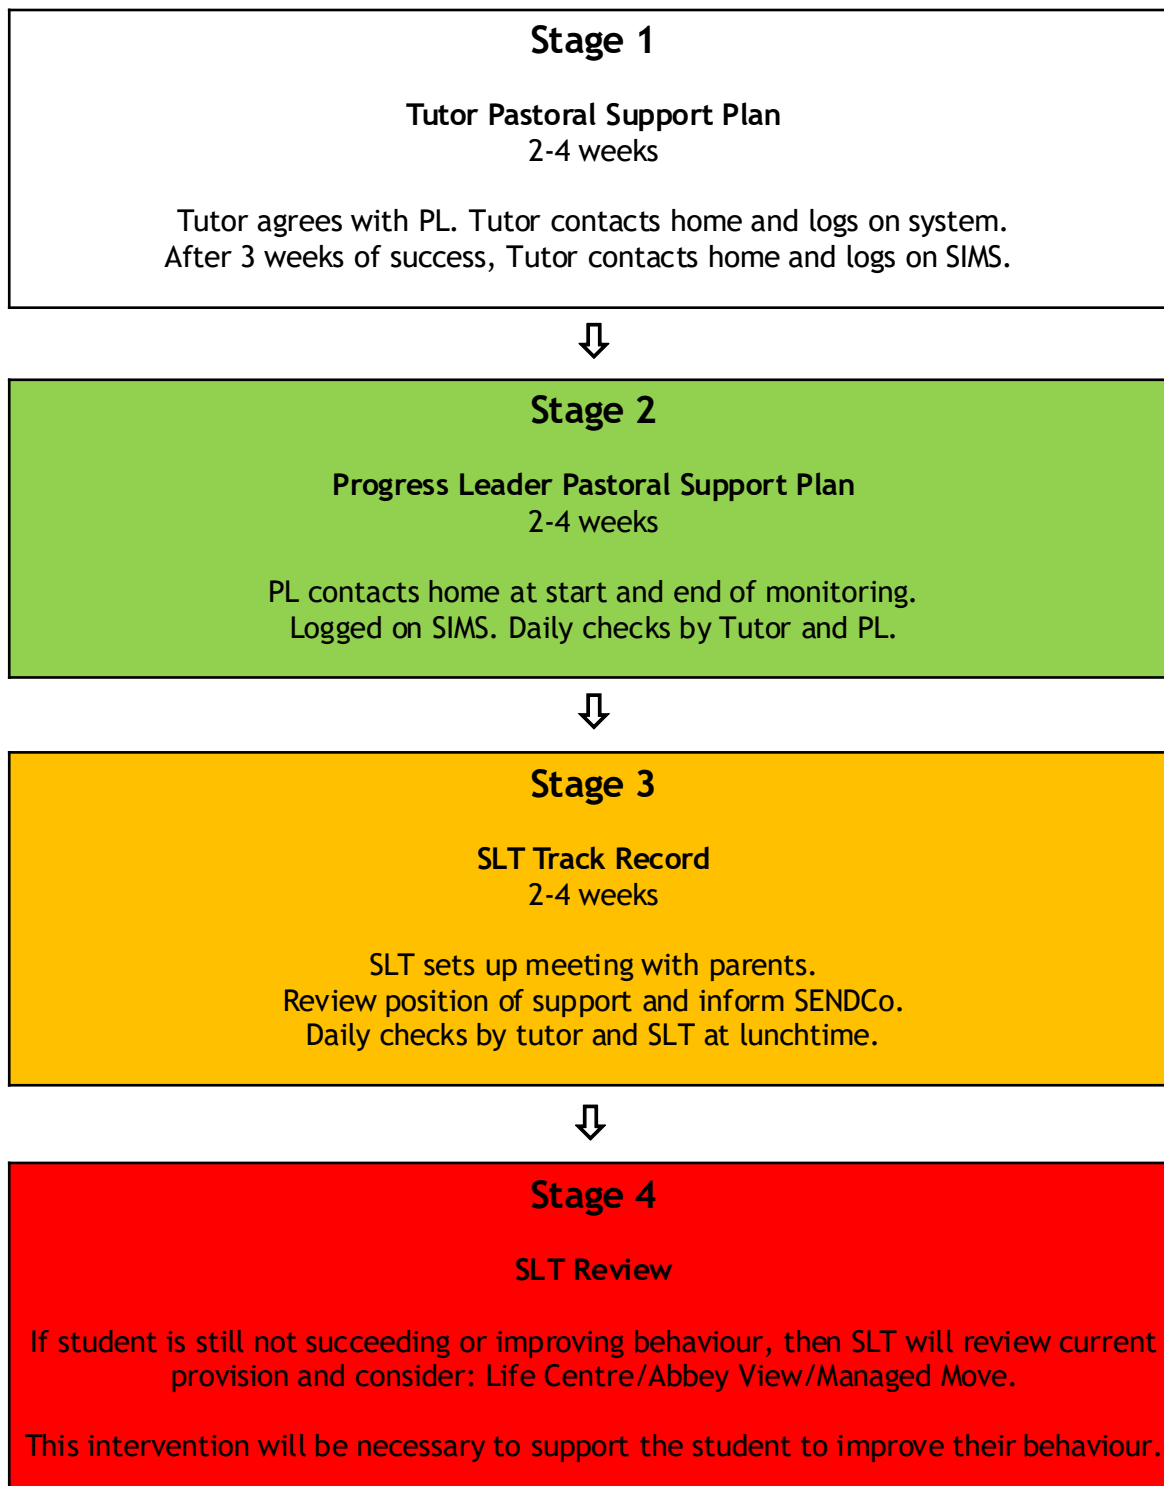 Stage 1
Tutor Pastoral Support Plan
2-4 weeks
Tutor agrees with PL. Tutor contacts home and logs on system.
After 3 weeks of success, Tutor contacts home and logs on SIMS.
Stage 2
Progress Leader Pastoral Support Plan
2-4 weeks
PL contacts home at start and end of monitoring.
Logged on SIMS. Daily checks by Tutor and PL.
Stage 3
SLT Track Record
2-4 weeks
SLT sets up meeting with parents.
Review position of support and inform SENDCo.
Daily checks by tutor and SLT at lunchtime.
Stage 4
SLT Review
If student is still not succeeding or improving behaviour, then SLT will review current
provision and consider: Life Centre/Abbey View/Managed Move.
This intervention will be necessary to support the student to improve their behaviour.